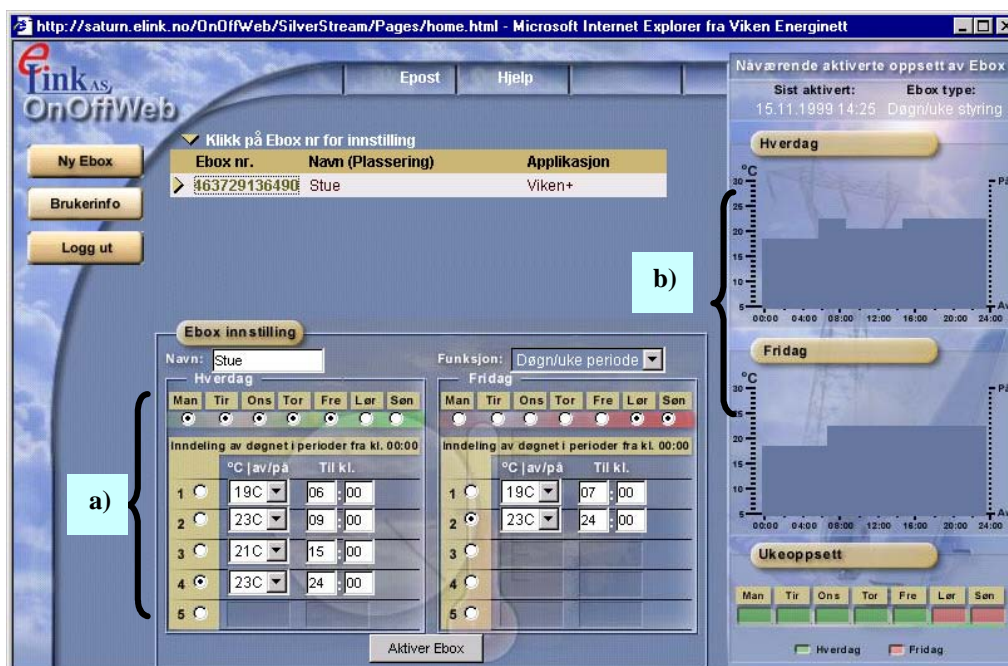 http://saturn.elink.no/OnOffWeb/SilverStream/Pages/home.html - Microsoft Internet Explorer fra Viken Energinett
eLink AS,
OnOffWeb
Epost Hjelp
Ny Ebox
Brukerinfo
Logg ut
Klikk på Ebox nr for innstilling
Ebox nr. Navn (Plassering) Applikasjon
463729136490 Stue Viken+
Ebox innstilling
Navn: Stue Funksjon: Døgn/uke periode
Hverdag
Man Tir Ons Tor Fre Lør Søn
Inndeling av døgnet i perioder fra kl. 00:00
°C |av/på Til kl.
1 19C 06 : 00
2 23C 09 : 00
3 21C 15 : 00
4 23C 24 : 00
5
Fridag
Man Tir Ons Tor Fre Lør Søn
Inndeling av døgnet i perioder fra kl. 00:00
°C |av/på Til kl.
1 19C 07 : 00
2 23C 24 : 00
3
4
5
Aktiver Ebox
a)
b)
Nåværende aktiverte oppsett av Ebox
Sist aktivert: Ebox type:
15.11.1999 14:25 Døgn/uke styring
Hverdag
°C
30 På
25
20
15
10
5 Av
00:00 04:00 08:00 12:00 16:00 20:00 24:00
Fridag
°C
30 På
25
20
15
10
5 Av
00:00 04:00 08:00 12:00 16:00 20:00 24:00
Ukeoppsett
Man Tir Ons Tor Fre Lør Søn
Hverdag Fridag